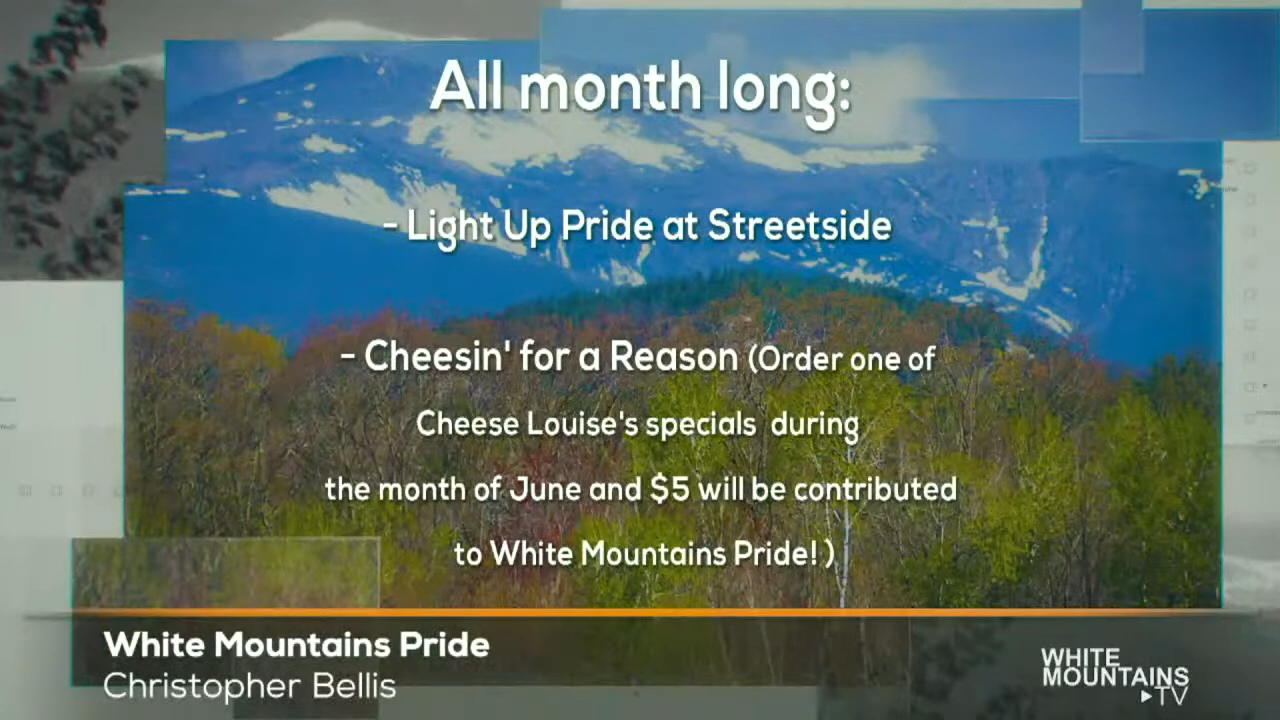 All month long:
- Light Up Pride at Streetside
- Cheesin' for a Reason (Order one of
Cheese Louise's specials during
the month of June and $5 will be contributed
to White Mountains Pride! )
White Mountains Pride
Christopher Bellis
WHITE
MOUNTAINS
TV